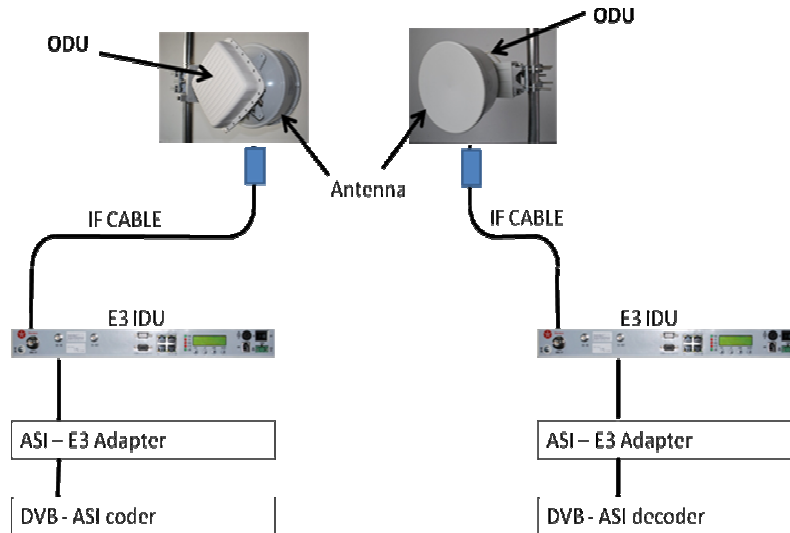 ODU
ODU
Antenna
IF CABLE
IF CABLE
E3 IDU
E3 IDU
ASI – E3 Adapter
ASI – E3 Adapter
DVB - ASI coder
DVB - ASI decoder